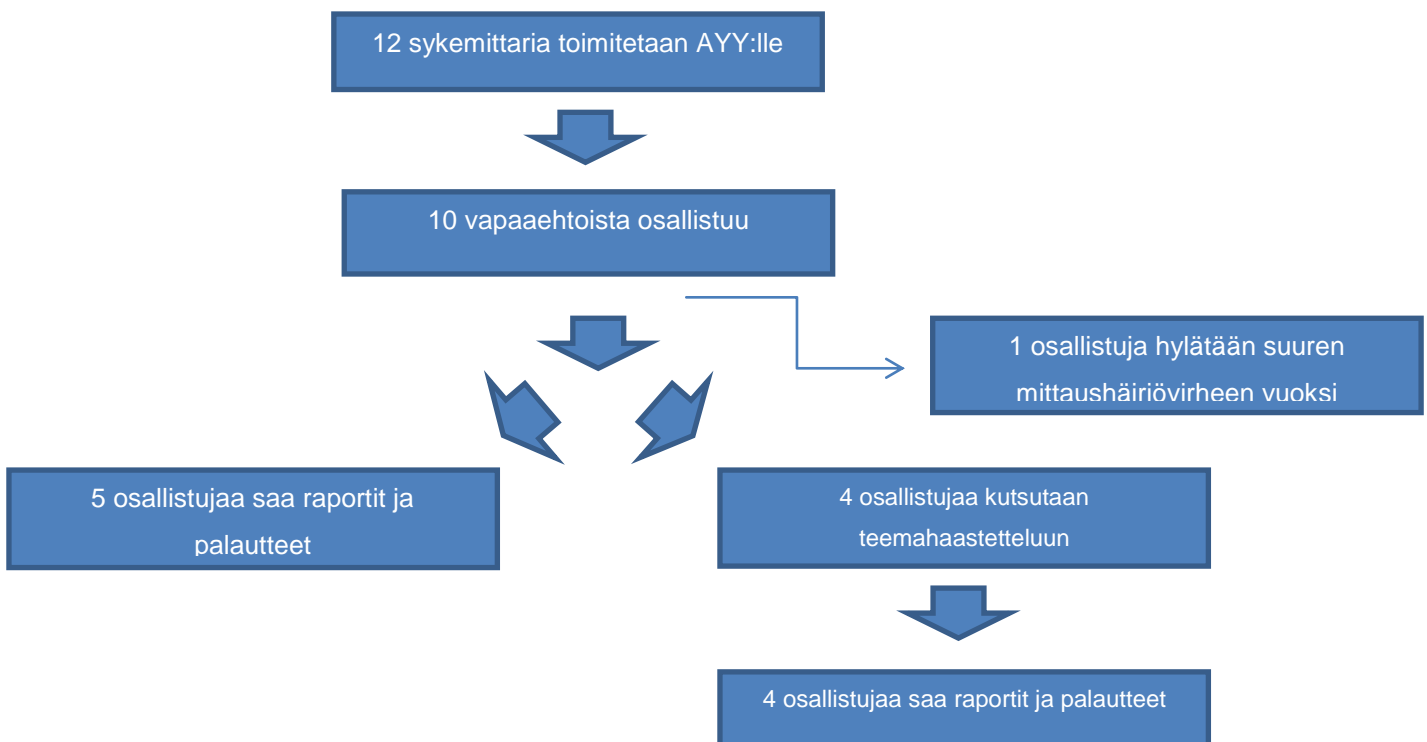 12 sykemittaria toimitetaan AYY:lle
10 vapaaehtoista osallistuu
1 osallistuja hylätään suuren
mittaushäiriövirheen vuoksi
5 osallistujaa saa raportit ja
palautteet
4 osallistujaa kutsutaan
teemahaastetteluun
4 osallistujaa saa raportit ja palautteet